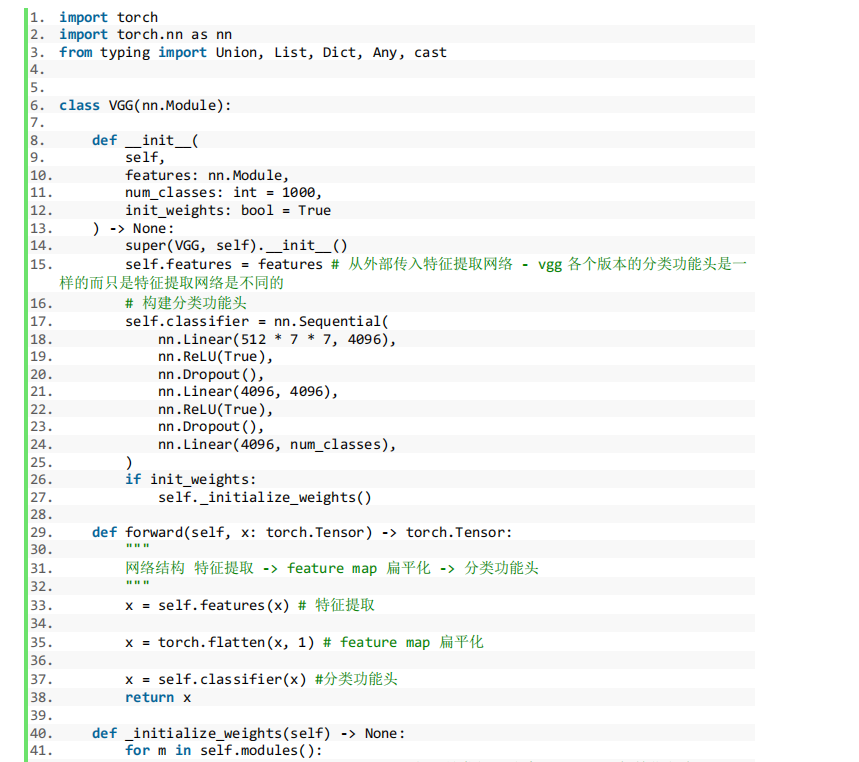 1. import torch
2. import torch.nn as nn
3. from typing import Union, List, Dict, Any, cast
4.
5.
6. class VGG(nn.Module):
7.
8.     def __init__(
9.         self,
10.         features: nn.Module,
11.         num_classes: int = 1000,
12.         init_weights: bool = True
13.     ) -> None:
14.         super(VGG, self).__init__()
15.         self.features = features # 从外部传入特征提取网络 - vgg 各个版本的分类功能头是一
样的而只是特征提取网络是不同的
16.         # 构建分类功能头
17.         self.classifier = nn.Sequential(
18.             nn.Linear(512 * 7 * 7, 4096),
19.             nn.ReLU(True),
20.             nn.Dropout(),
21.             nn.Linear(4096, 4096),
22.             nn.ReLU(True),
23.             nn.Dropout(),
24.             nn.Linear(4096, num_classes),
25.         )
26.         if init_weights:
27.             self._initialize_weights()
28.
29.     def forward(self, x: torch.Tensor) -> torch.Tensor:
30.         """
31.         网络结构 特征提取 -> feature map 扁平化 -> 分类功能头
32.         """
33.         x = self.features(x) # 特征提取
34.
35.         x = torch.flatten(x, 1) # feature map 扁平化
36.
37.         x = self.classifier(x) #分类功能头
38.         return x
39.
40.     def _initialize_weights(self) -> None:
41.         for m in self.modules():